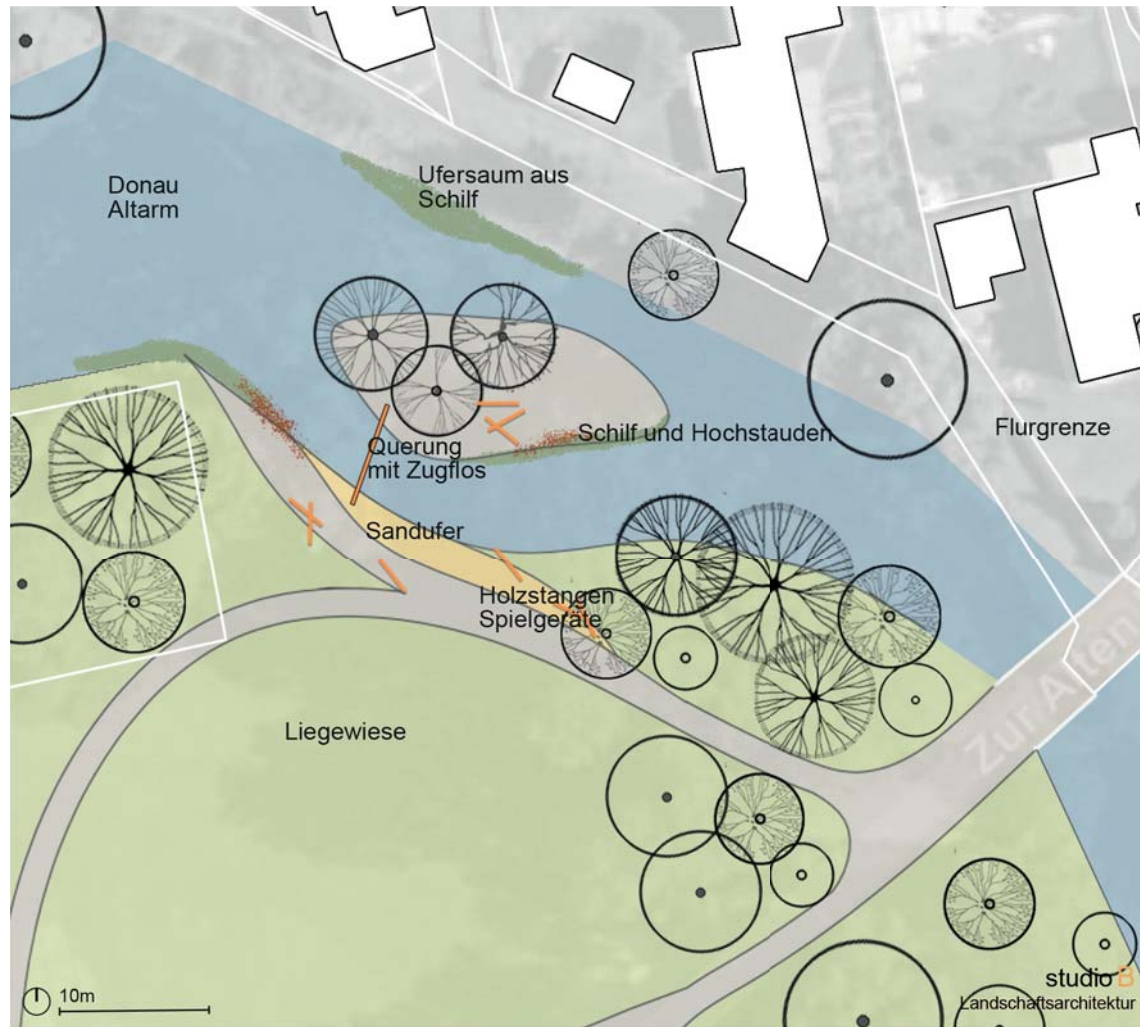 Donau
Altarm
Ufersaum aus
Schilf
Schilf und Hochstauden
Flurgrenze
Querung
mit Zugflos
Sandufer
Holzstangen
Spielgeräte
Liegewiese
Zur Alten
10m
studio B
Landschaftsarchitektur